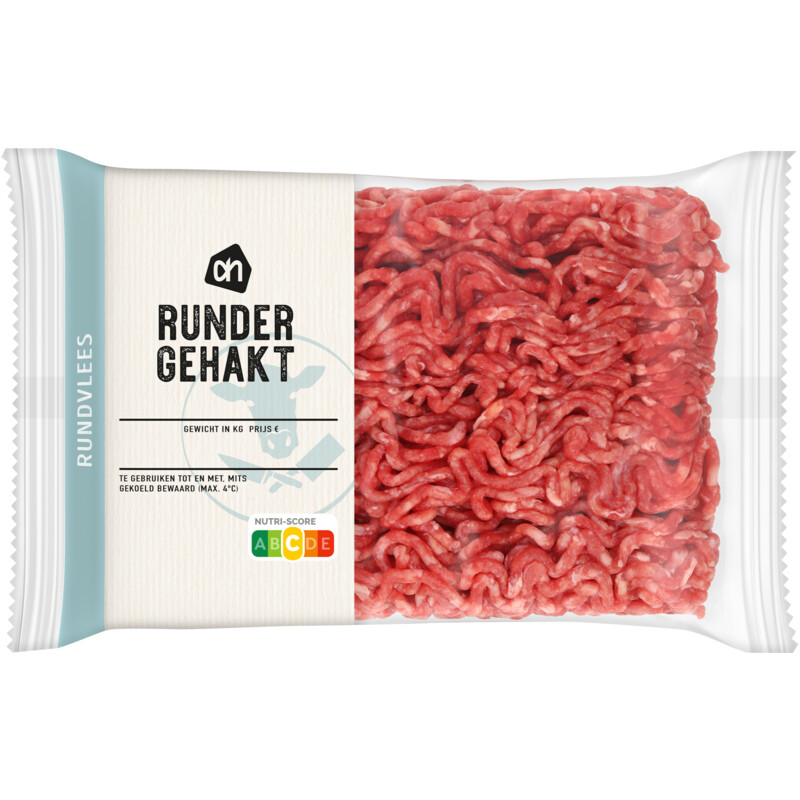 ah
RUNDER
GEHAKT
GEWICHT IN KG PRIJS €
TE GEBRUIKEN TOT EN MET, MITS
GEKOELD BEWAARD (MAX. 4°C)
NUTRI-SCORE
A B C D E
RUNDVLEES